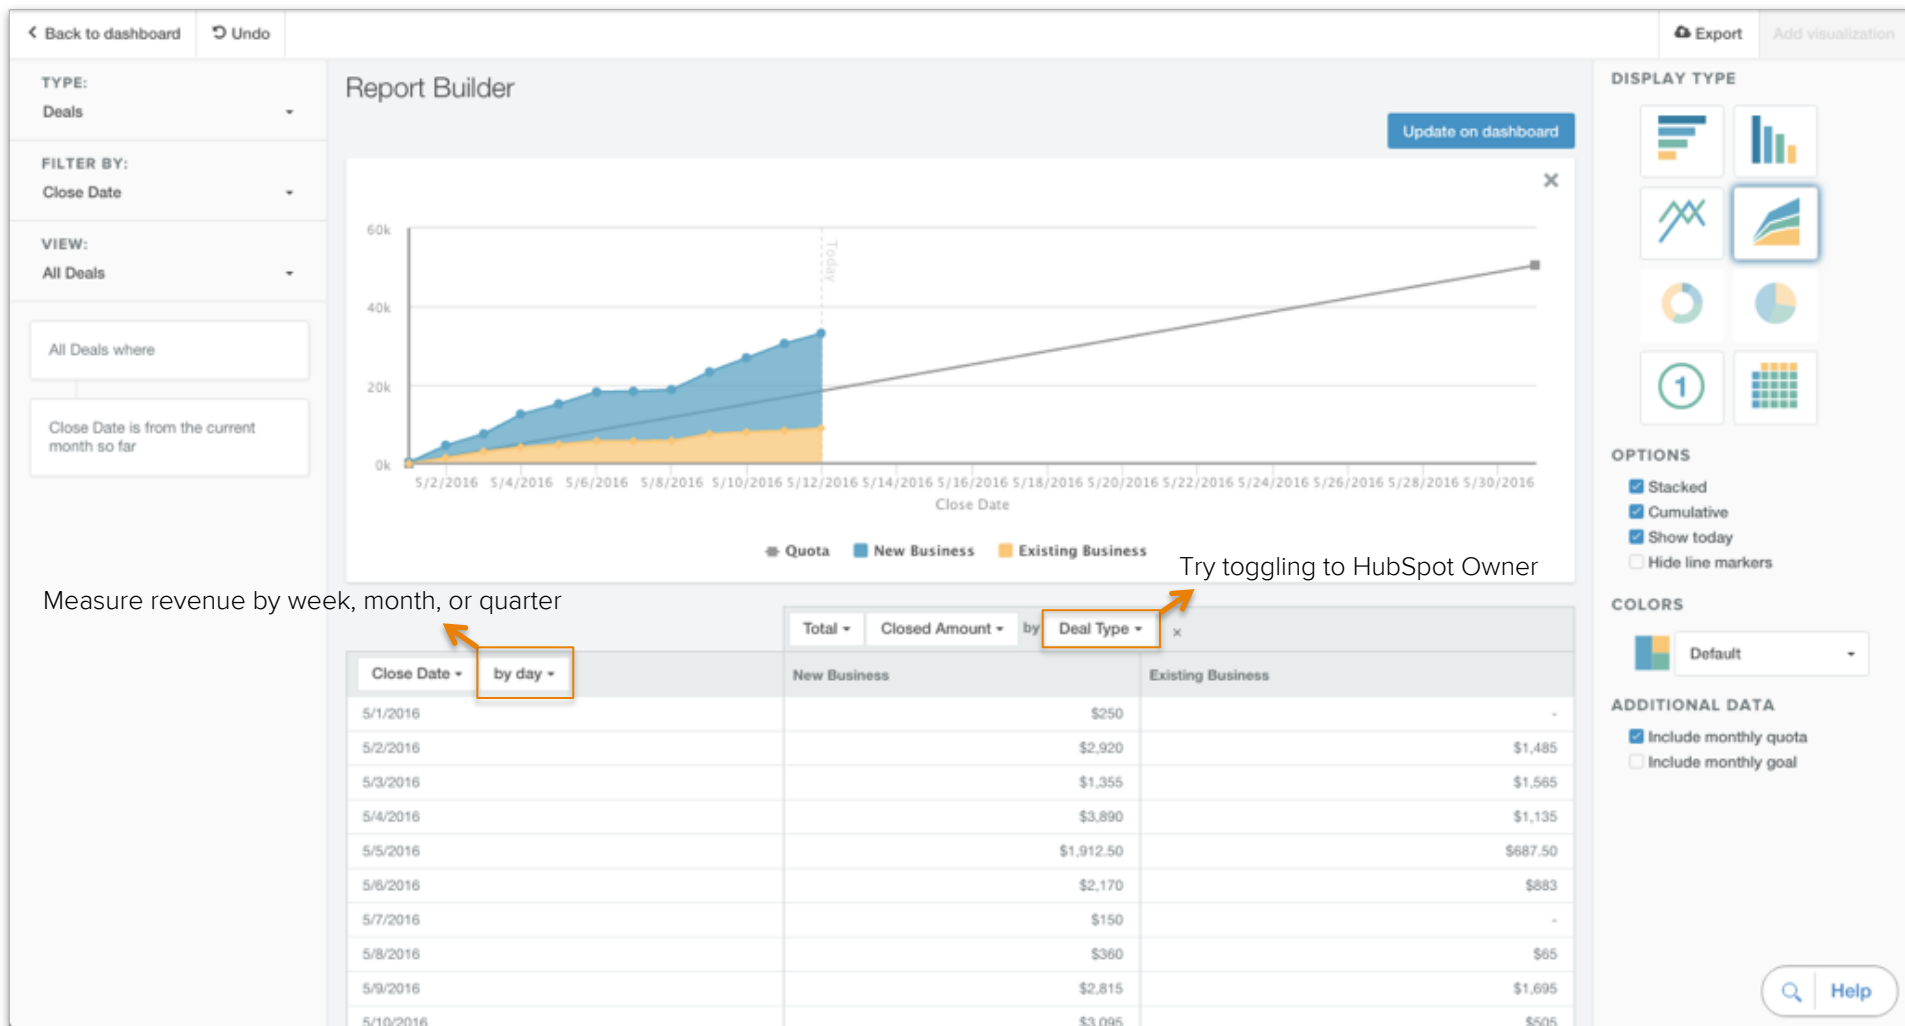 Back to dashboard
Undo
Export
Add visualization
TYPE:
Deals
FILTER BY:
Close Date
VIEW:
All Deals
All Deals where
Close Date is from the current
month so far
Report Builder
Update on dashboard
60k
40k
20k
0k
Today
5/2/2016 5/4/2016 5/6/2016 5/8/2016 5/10/2016 5/12/2016 5/14/2016 5/16/2016 5/18/2016 5/20/2016 5/22/2016 5/24/2016 5/26/2016 5/28/2016 5/30/2016
Close Date
Quota New Business Existing Business
Try toggling to HubSpot Owner
Measure revenue by week, month, or quarter
Total Closed Amount by Deal Type ×
Close Date by day New Business Existing Business
5/1/2016 $250 -
5/2/2016 $2,920 $1,485
5/3/2016 $1,355 $1,565
5/4/2016 $3,890 $1,135
5/5/2016 $1,912.50 $687.50
5/6/2016 $2,170 $883
5/7/2016 $150 -
5/8/2016 $360 $65
5/9/2016 $2,815 $1,695
5/10/2016 $3,095 $505
DISPLAY TYPE
1
OPTIONS
Stacked
Cumulative
Show today
Hide line markers
COLORS
Default
ADDITIONAL DATA
Include monthly quota
Include monthly goal
Help